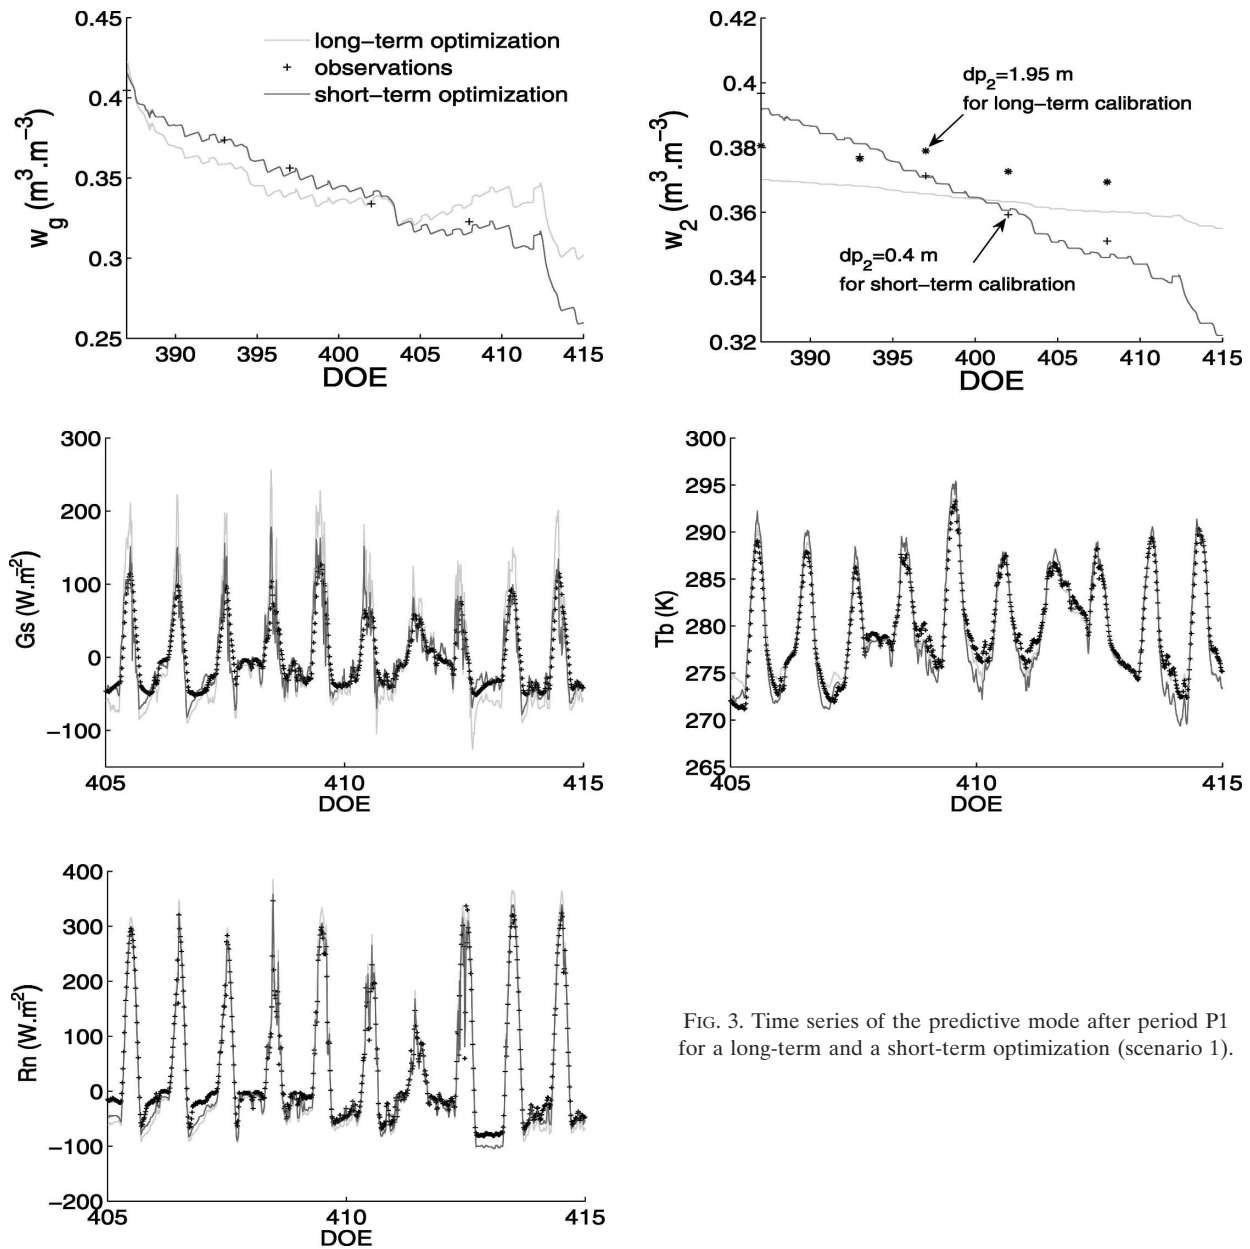 0.45
0.4
0.35
0.3
0.25
390 395 400 405 410 415
DOE
w_g (m^3.m^−3)
long−term optimization
observations
short−term optimization
0.42
0.4
0.38
0.36
0.34
0.32
390 395 400 405 410 415
DOE
w_2 (m^3.m^−3)
dp_2=1.95 m
for long−term calibration
dp_2=0.4 m
for short−term calibration
300
200
100
0
−100
405 410 415
DOE
Gs (W.m^−2)
300
295
290
285
280
275
270
265
405 410 415
DOE
Tb (K)
400
300
200
100
0
−100
−200
405 410 415
DOE
Rn (W.m^−2)
FIG. 3. Time series of the predictive mode after period P1
for a long-term and a short-term optimization (scenario 1).